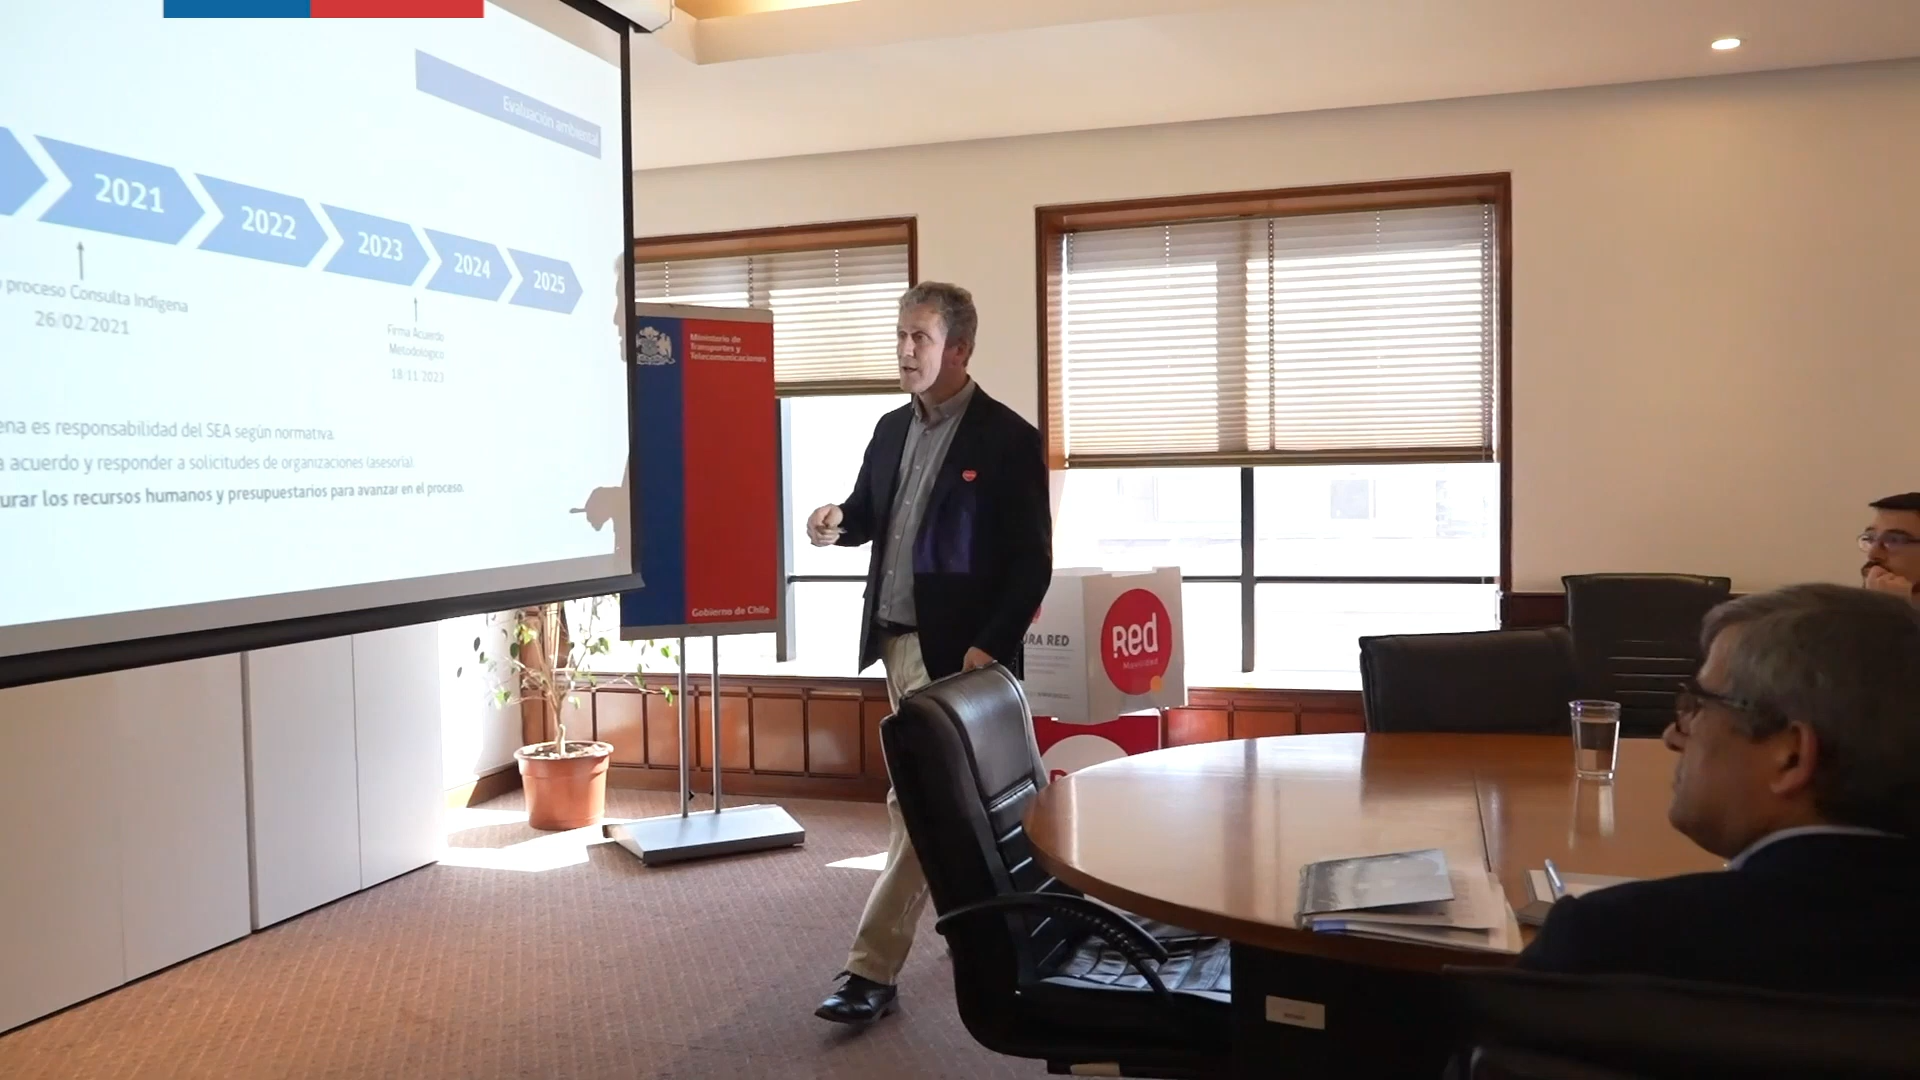 Evaluación ambiental
2021
2022
2023
2024
2025
proceso Consulta Indígena
26/02/2021
Firma Acuerdo
Metodológico
18/11/2023
es responsabilidad del SEA según normativa.
acuerdo y responder a solicitudes de organizaciones (asesoría)
los recursos humanos y presupuestarios para avanzar en el proceso.
Ministerio de
Transportes y
Telecomunicaciones
Gobierno de Chile
RED
Red
Movilidad